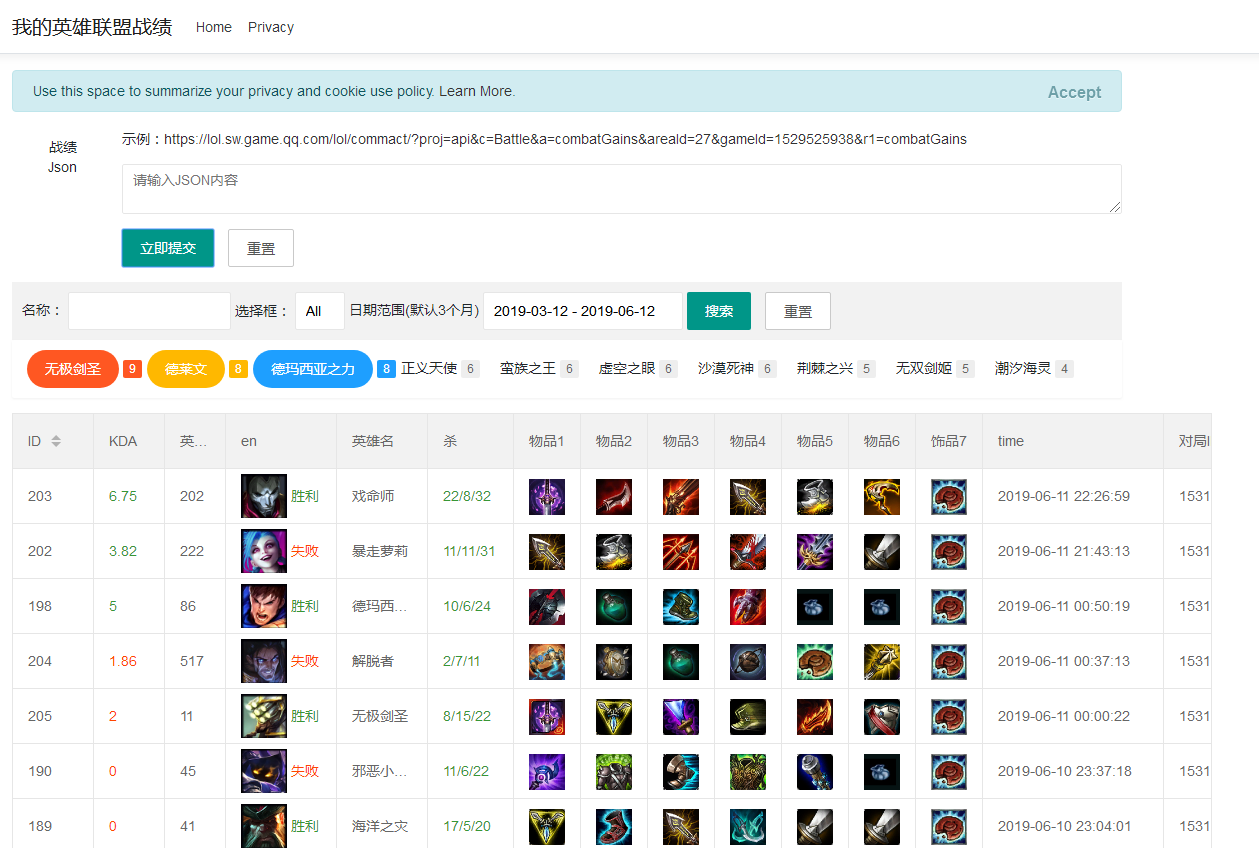 我的英雄联盟战绩 Home Privacy
Use this space to summarize your privacy and cookie use policy. Learn More. Accept
战绩 Json 示例：https://lol.sw.game.qq.com/lol/commact/?proj=api&c=Battle&a=combatGains&areaId=27&gameId=1529525938&r1=combatGains
请输入JSON内容
立即提交 重置
名称： 选择框： All 日期范围(默认3个月) 2019-03-12 - 2019-06-12 搜索 重置
无极剑圣 9 德莱文 8 德玛西亚之力 8 正义天使 6 蛮族之王 6 虚空之眼 6 沙漠死神 6 荆棘之兴 5 无双剑姬 5 潮汐海灵 4
ID KDA 英... en 英雄名 杀 物品1 物品2 物品3 物品4 物品5 物品6 饰品7 time 对局I
203 6.75 202 胜利 戏命师 22/8/32 2019-06-11 22:26:59 1531
202 3.82 222 失败 暴走萝莉 11/11/31 2019-06-11 21:43:13 1531
198 5 86 胜利 德玛西... 10/6/24 2019-06-11 00:50:19 1531
204 1.86 517 失败 解脱者 2/7/11 2019-06-11 00:37:13 1531
205 2 11 胜利 无极剑圣 8/15/22 2019-06-11 00:00:22 1531
190 0 45 失败 邪恶小... 11/6/22 2019-06-10 23:37:18 1531
189 0 41 胜利 海洋之灾 17/5/20 2019-06-10 23:04:01 1531